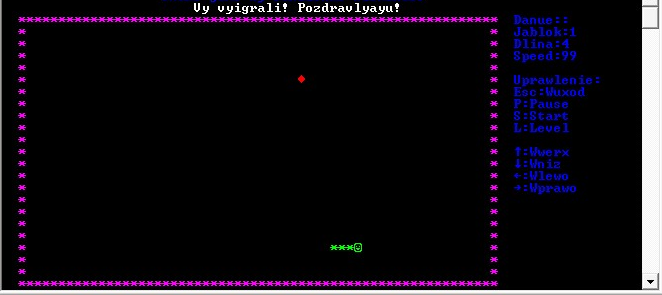 Vy vyigrali! Pozdravlyayu!
Danue::
Jablok:1
Dlina:4
Speed:99
Uprawlenie:
Esc:Wuxod
P:Pause
S:Start
L:Level
↑:Wwerx
↓:Wniz
←:Wlewo
→:Wprawo